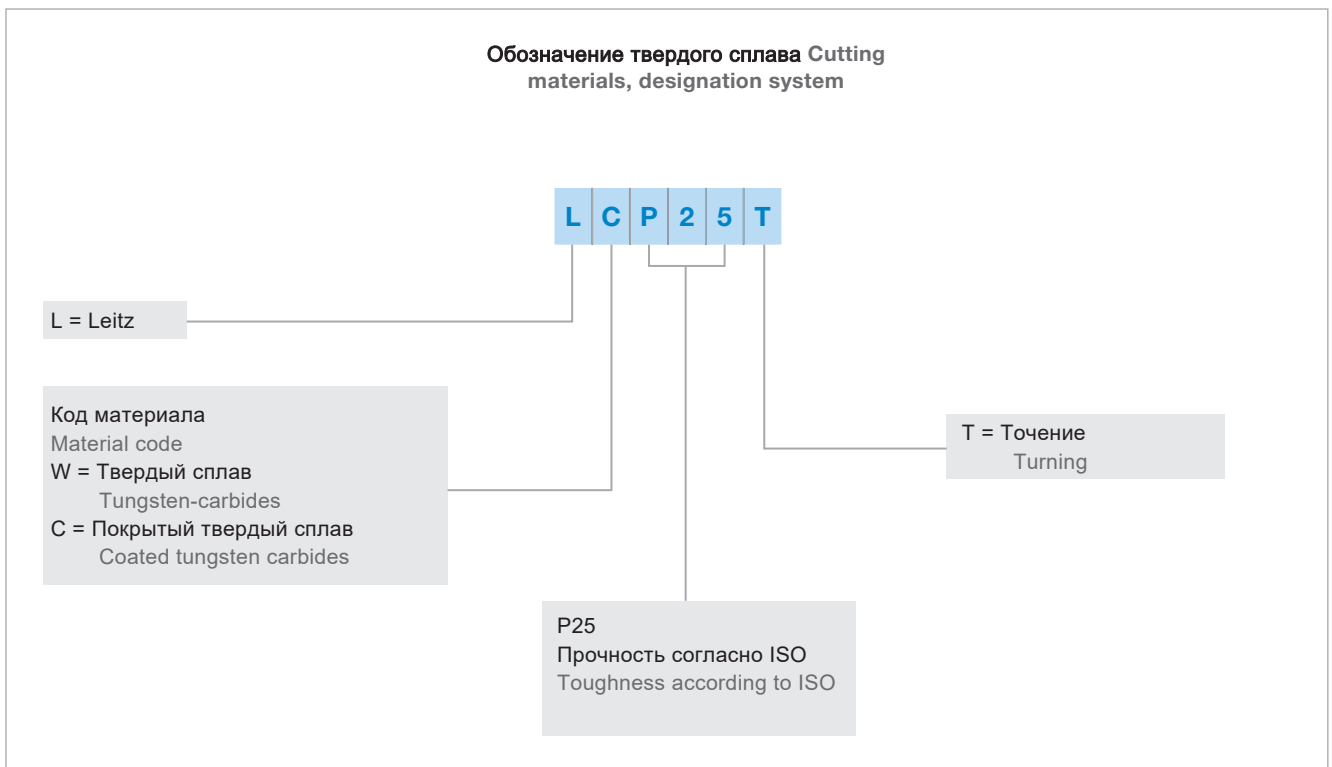 Обозначение твердого сплава Cutting
materials, designation system
L C P 2 5 T
L = Leitz
Код материала
Material code
W = Твердый сплав
Tungsten-carbides
C = Покрытый твердый сплав
Coated tungsten carbides
T = Точение
Turning
P25
Прочность согласно ISO
Toughness according to ISO